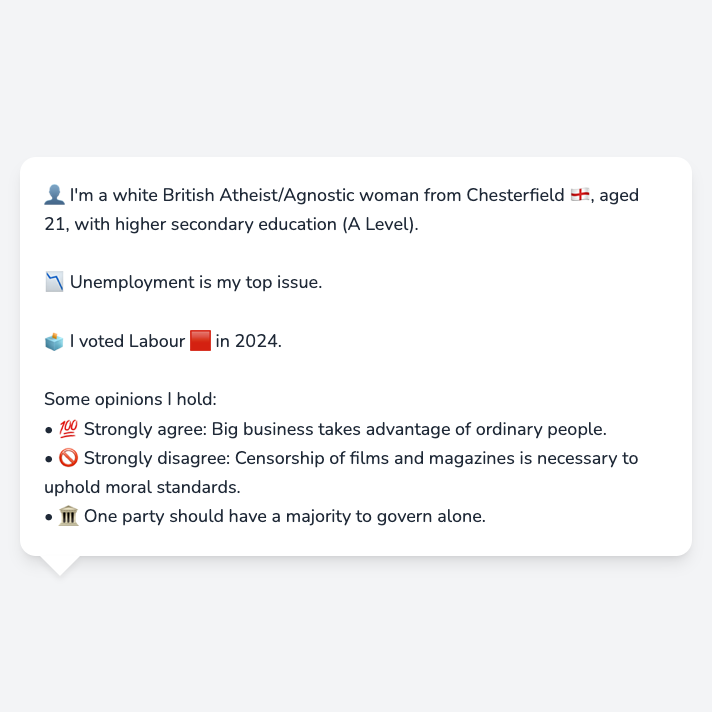 👤 I'm a white British Atheist/Agnostic woman from Chesterfield 🏴󠁧󠁢󠁥󠁮󠁧󠁿, aged
21, with higher secondary education (A Level).
📉 Unemployment is my top issue.
🗳️ I voted Labour 🟥 in 2024.
Some opinions I hold:
• 💯 Strongly agree: Big business takes advantage of ordinary people.
• 🚫 Strongly disagree: Censorship of films and magazines is necessary to
uphold moral standards.
• 🏛️ One party should have a majority to govern alone.